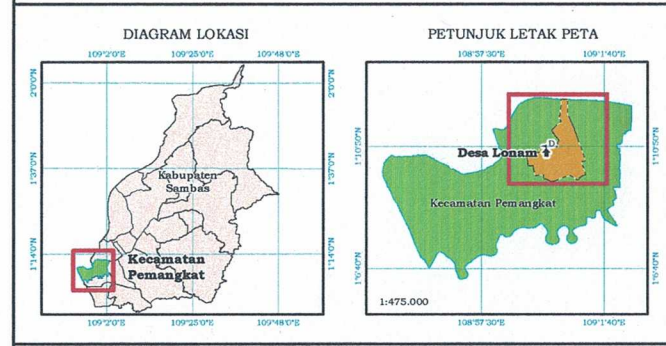 DIAGRAM LOKASI
109°2'0"E 109°25'0"E 109°48'0"E
2°0'0"N
2°0'0"N
1°37'0"N
1°37'0"N
1°14'0"N
1°14'0"N
Kabupaten
Sambas
Kecamatan
Pemangkat
109°2'0"E 109°25'0"E 109°48'0"E
PETUNJUK LETAK PETA
108°57'30"E 109°1'40"E
1°10'50"N
1°10'50"N
1°6'40"N
1°6'40"N
Desa Lonam
D
Kecamatan Pemangkat
1:475.000
108°57'30"E 109°1'40"E